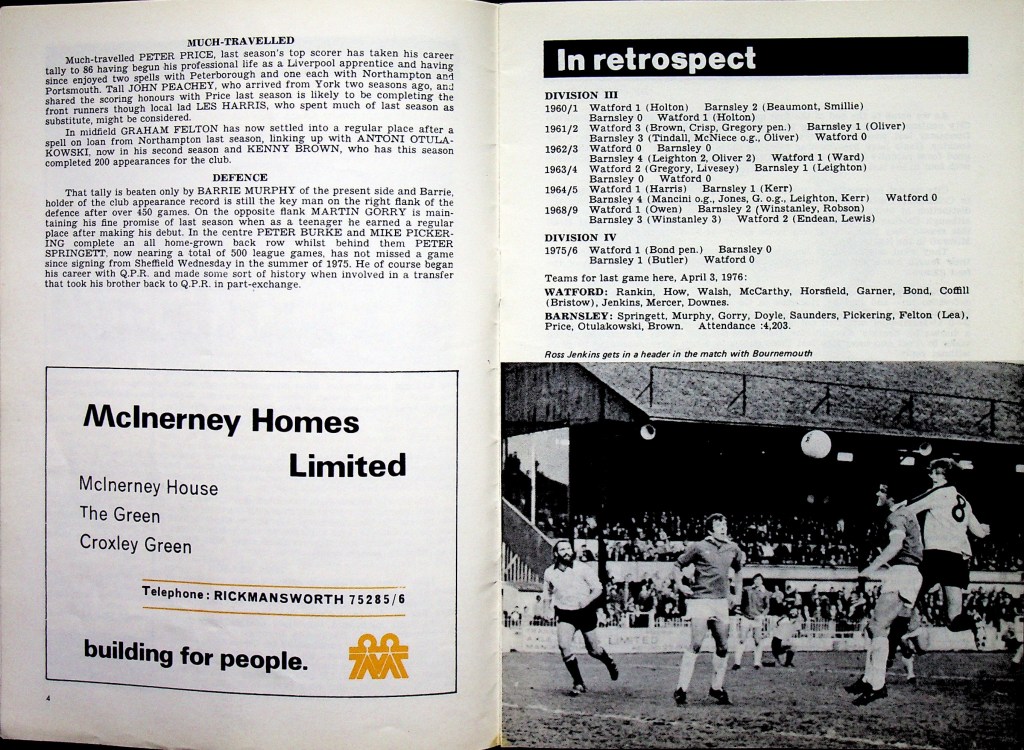 MUCH-TRAVELLED
Much-travelled PETER PRICE, last season's top scorer has taken his career
tally to 86 having begun his professional life as a Liverpool apprentice and having
since enjoyed two spells with Peterborough and one each with Northampton and
Portsmouth. Tall JOHN PEACHEY, who arrived from York two seasons ago, and
shared the scoring honours with Price last season is likely to be completing the
front runners though local lad LES HARRIS, who spent much of last season as
substitute, might be considered.
In midfield GRAHAM FELTON has now settled into a regular place after a
spell on loan from Northampton last season, linking up with ANTONI OTULA-
KOWSKI, now in his second season and KENNY BROWN, who has this season
completed 200 appearances for the club.
DEFENCE
That tally is beaten only by BARRIE MURPHY of the present side and Barrie,
holder of the club appearance record is still the key man on the right flank of the
defence after over 450 games. On the opposite flank MARTIN GORRY is main-
taining his fine promise of last season when as a teenager he earned a regular
place after making his debut. In the centre PETER BURKE and MIKE PICKER-
ING complete an all home-grown back row whilst behind them PETER
SPRINGETT, now nearing a total of 500 league games, has not missed a game
since signing from Sheffield Wednesday in the summer of 1975. He of course began
his career with Q.P.R. and made some sort of history when involved in a transfer
that took his brother back to Q.P.R. in part-exchange.
McInerney Homes
Limited
McInerney House
The Green
Croxley Green
Telephone: RICKMANSWORTH 75285/6
building for people.
4
In retrospect
DIVISION III
1960/1 Watford 1 (Holton) Barnsley 2 (Beaumont, Smillie)
Barnsley 0 Watford 1 (Holton)
1961/2 Watford 3 (Brown, Crisp, Gregory pen.) Barnsley 1 (Oliver)
Barnsley 3 (Tindall, McNiece o.g., Oliver) Watford 0
1962/3 Watford 0 Barnsley 0
Barnsley 4 (Leighton 2, Oliver 2) Watford 1 (Ward)
1963/4 Watford 2 (Gregory, Livesey) Barnsley 1 (Leighton)
Barnsley 0 Watford 0
1964/5 Watford 1 (Harris) Barnsley 1 (Kerr)
Barnsley 4 (Mancini o.g., Jones, G. o.g., Leighton, Kerr) Watford 0
1968/9 Watford 1 (Owen) Barnsley 2 (Winstanley, Robson)
Barnsley 3 (Winstanley 3) Watford 2 (Endean, Lewis)
DIVISION IV
1975/6 Watford 1 (Bond pen.) Barnsley 0
Barnsley 1 (Butler) Watford 0
Teams for last game here, April 3, 1976:
WATFORD: Rankin, How, Walsh, McCarthy, Horsfield, Garner, Bond, Coffill
(Bristow), Jenkins, Mercer, Downes.
BARNSLEY: Springett, Murphy, Gorry, Doyle, Saunders, Pickering, Felton (Lea),
Price, Otulakowski, Brown. Attendance :4,203.
Ross Jenkins gets in a header in the match with Bournemouth
8
LIMITED